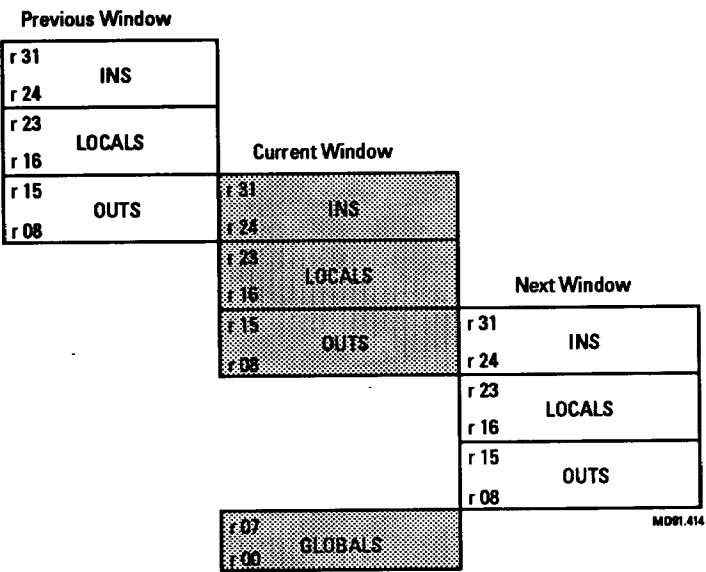 Previous Window
r 31
INS
r 24
r 23
LOCALS
r 16
r 15
OUTS
r 08
Current Window
r 31
INS
r 24
r 23
LOCALS
r 16
r 15
OUTS
r 08
Next Window
r 31
INS
r 24
r 23
LOCALS
r 16
r 15
OUTS
r 08
r 07
GLOBALS
r 00
MD91.414